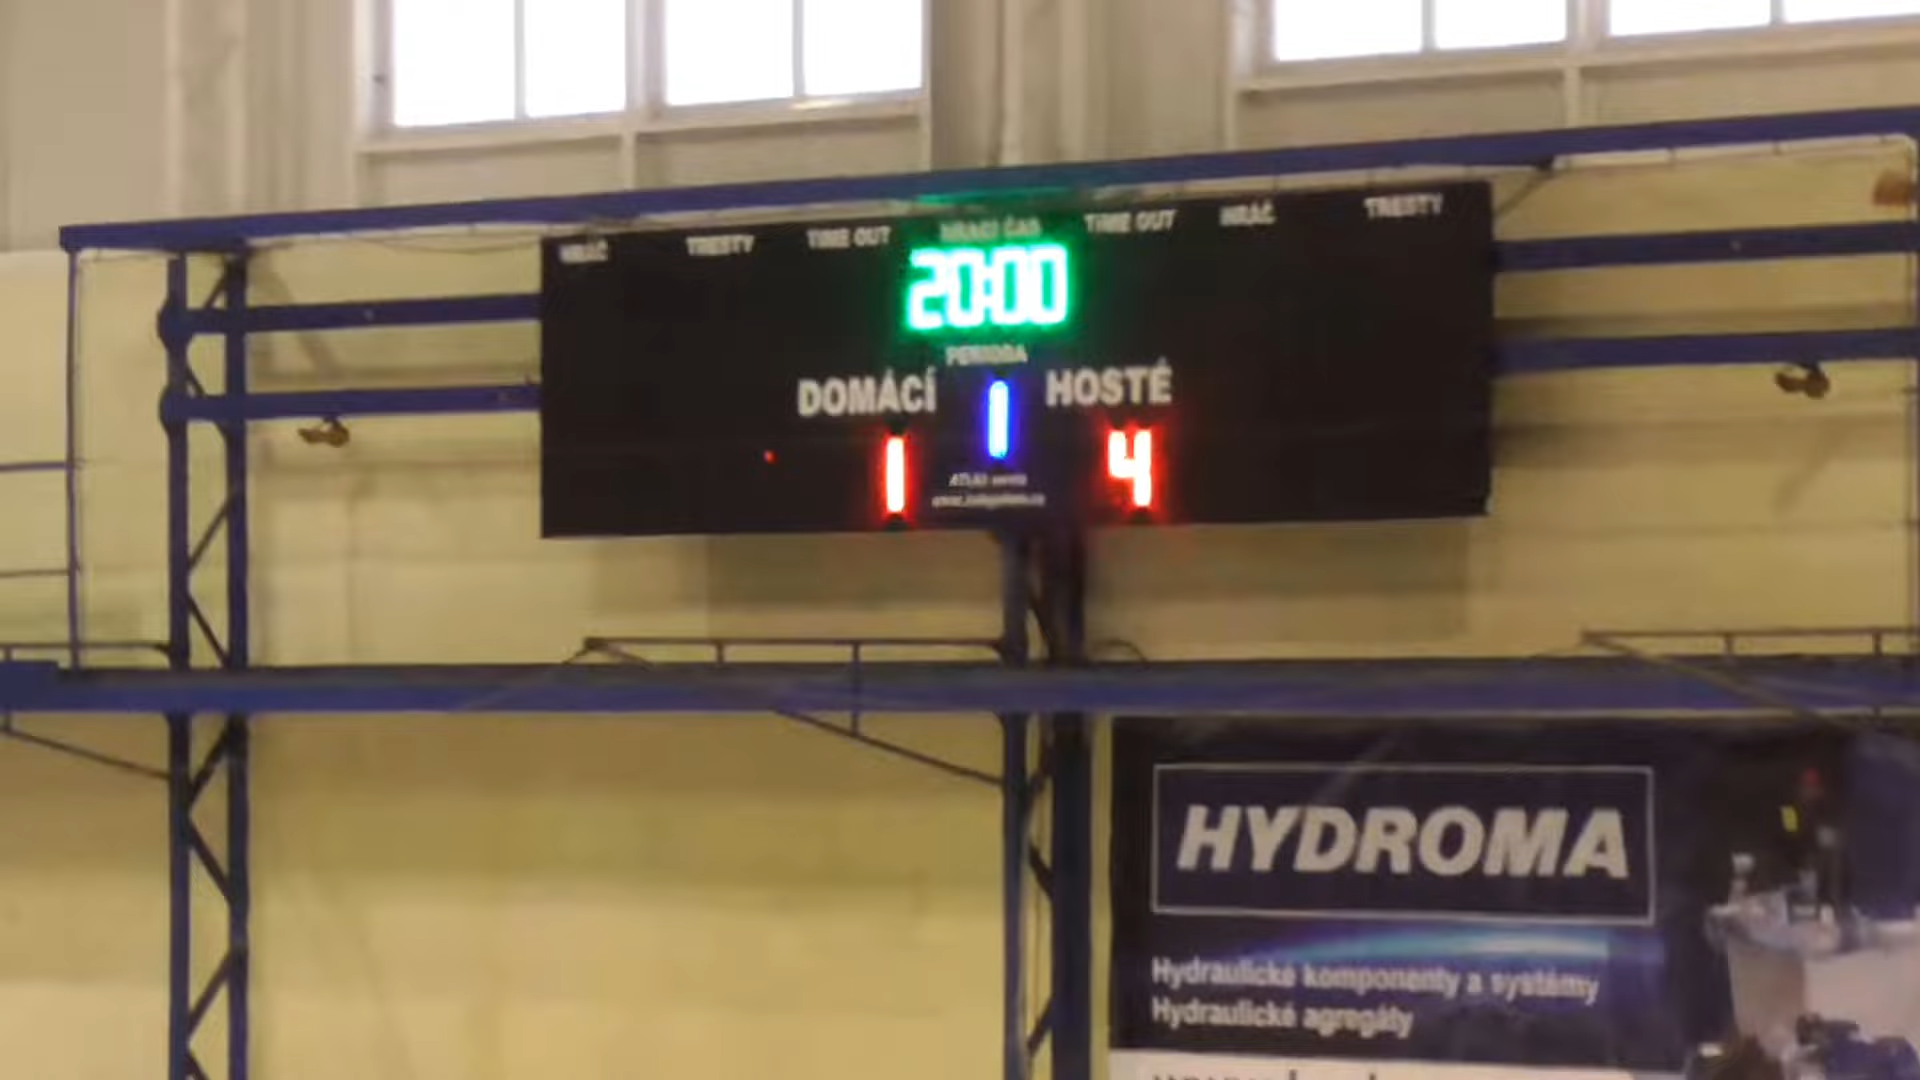 HRÁČ TRESTY TIME OUT HRACÍ ČAS TIME OUT HRÁČ TRESTY
20:00
PERIODA
DOMÁCÍ 1 HOSTÉ
1 4
HYDROMA
Hydraulické komponenty a systémy
Hydraulické agregáty